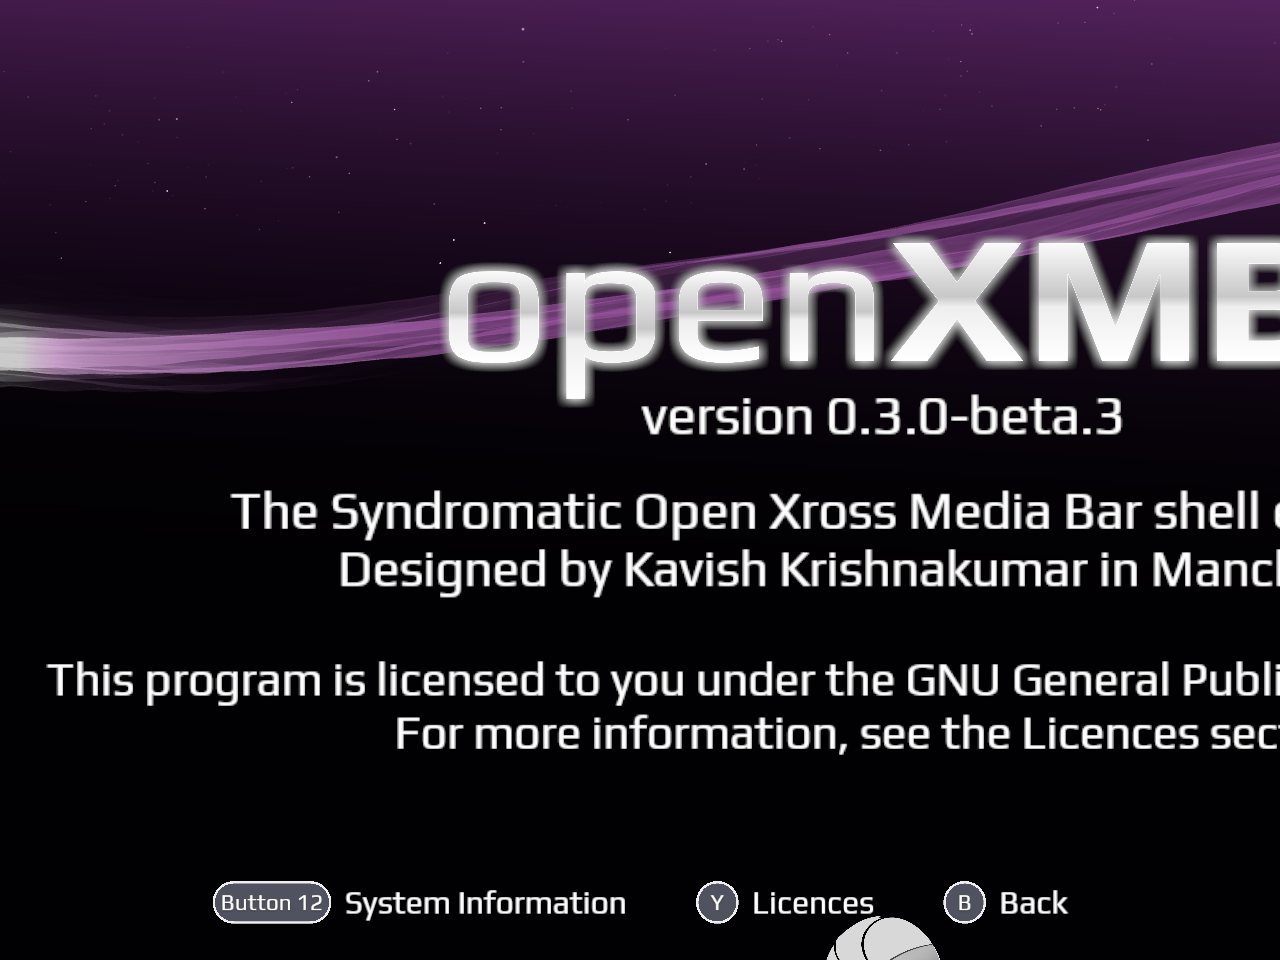 openXMB
version 0.3.0-beta.3
The Syndromatic Open Xross Media Bar shell
Designed by Kavish Krishnakumar in
This program is licensed to you under the GNU General
For more information, see the Licences
Button 12 System Information Y Licences B Back